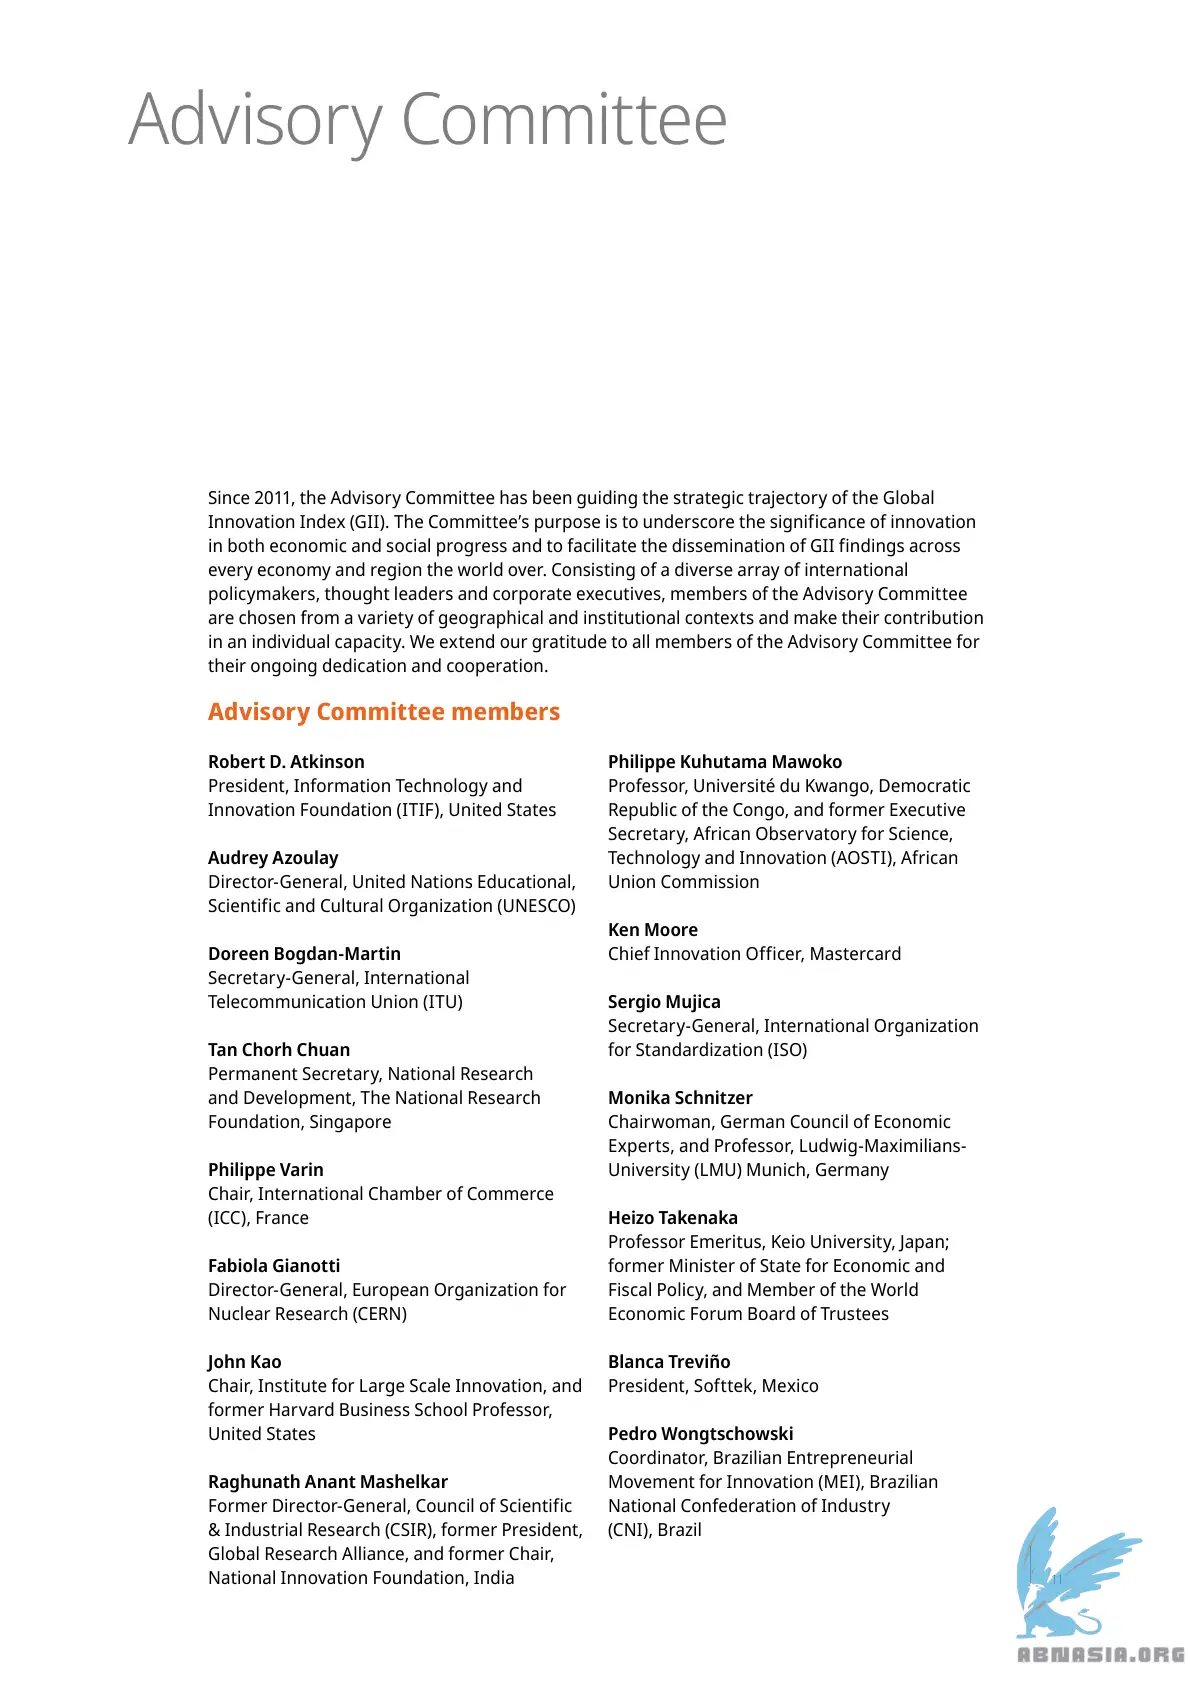 Advisory Committee
Since 2011, the Advisory Committee has been guiding the strategic trajectory of the Global
Innovation Index (GII). The Committee’s purpose is to underscore the significance of innovation
in both economic and social progress and to facilitate the dissemination of GII findings across
every economy and region the world over. Consisting of a diverse array of international
policymakers, thought leaders and corporate executives, members of the Advisory Committee
are chosen from a variety of geographical and institutional contexts and make their contribution
in an individual capacity. We extend our gratitude to all members of the Advisory Committee for
their ongoing dedication and cooperation.
Advisory Committee members
Robert D. Atkinson
President, Information Technology and
Innovation Foundation (ITIF), United States
Audrey Azoulay
Director-General, United Nations Educational,
Scientific and Cultural Organization (UNESCO)
Doreen Bogdan-Martin
Secretary-General, International
Telecommunication Union (ITU)
Tan Chorh Chuan
Permanent Secretary, National Research
and Development, The National Research
Foundation, Singapore
Philippe Varin
Chair, International Chamber of Commerce
(ICC), France
Fabiola Gianotti
Director-General, European Organization for
Nuclear Research (CERN)
John Kao
Chair, Institute for Large Scale Innovation, and
former Harvard Business School Professor,
United States
Raghunath Anant Mashelkar
Former Director-General, Council of Scientific
& Industrial Research (CSIR), former President,
Global Research Alliance, and former Chair,
National Innovation Foundation, India
Philippe Kuhutama Mawoko
Professor, Université du Kwango, Democratic
Republic of the Congo, and former Executive
Secretary, African Observatory for Science,
Technology and Innovation (AOSTI), African
Union Commission
Ken Moore
Chief Innovation Officer, Mastercard
Sergio Mujica
Secretary-General, International Organization
for Standardization (ISO)
Monika Schnitzer
Chairwoman, German Council of Economic
Experts, and Professor, Ludwig-Maximilians-
University (LMU) Munich, Germany
Heizo Takenaka
Professor Emeritus, Keio University, Japan;
former Minister of State for Economic and
Fiscal Policy, and Member of the World
Economic Forum Board of Trustees
Blanca Treviño
President, Softtek, Mexico
Pedro Wongtschowski
Coordinator, Brazilian Entrepreneurial
Movement for Innovation (MEI), Brazilian
National Confederation of Industry
(CNI), Brazil
11
ABNASIA.ORG